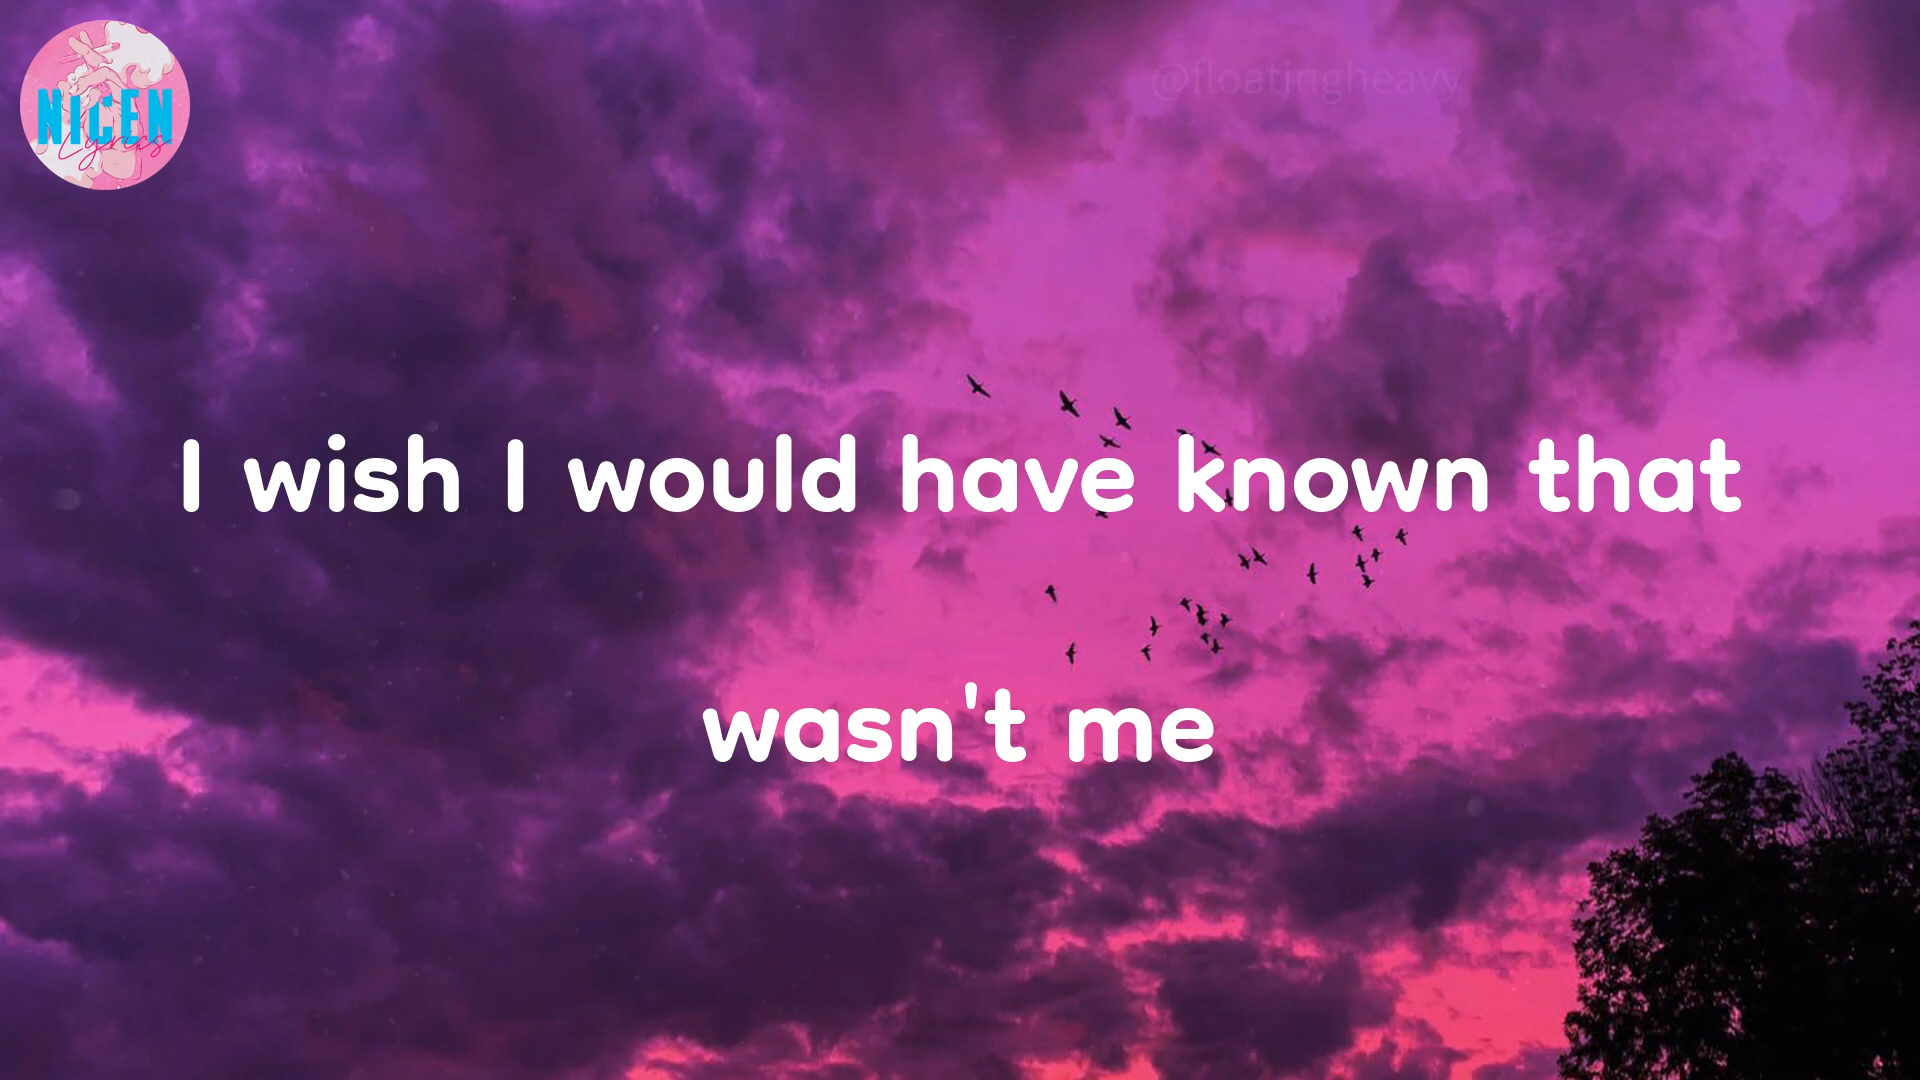 NICEN
Lyrics
@floatingheavy
I wish I would have known that
wasn't me